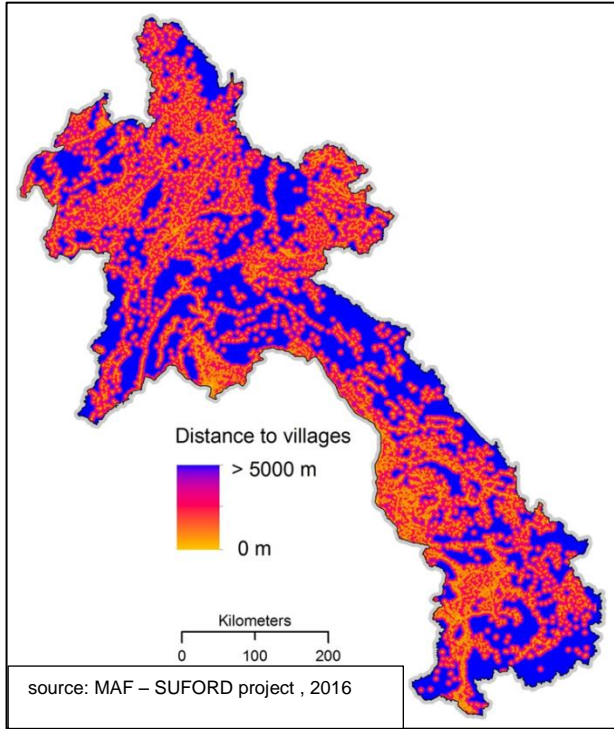 Distance to villages
> 5000 m
0 m
Kilometers
0 100 200
source: MAF – SUFORD project , 2016